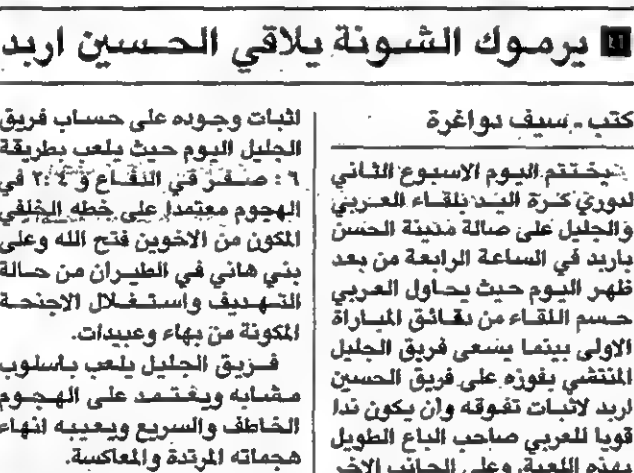 يرموك الشونة يلاقي الحسين اربد
كتب ـ سيف دواغرة
يختتم اليوم الاسبوع الثاني
لدوري كرة اليد بلقاء العربي
والجليل على صالة مدينة الحسن
باربد في الساعة الرابعة من بعد
ظهر اليوم حيث يحاول العربي
حسم اللقاء من دقائق المباراة
الاولى بينما يسعى فريق الجليل
المنتشي بفوزه على فريق الحسين
اربد لاثبات تفوقه وان يكون ندا
قويا للعربي صاحب الباع الطويل
بهذه اللعبة. وعلى الجانب الاخر
اثبات وجوده على حساب فريق
الجليل اليوم حيث يلعب بطريقة
٦ : صفر في الدفاع و ٤ :٢ في
الهجوم معتمدا على خطه الخلفي
المكون من الاخوين فتح الله وعلى
بني هاني في الطيران من حالة
التهديف واستغلال الاجنحة
المكونة من بهاء وعبيدات.
فريق الجليل يلعب باسلوب
مشابه ويعتمد على الهجوم
الخاطف والسريع ويعيبه انهاء
هجماته المرتدة والمعاكسة.